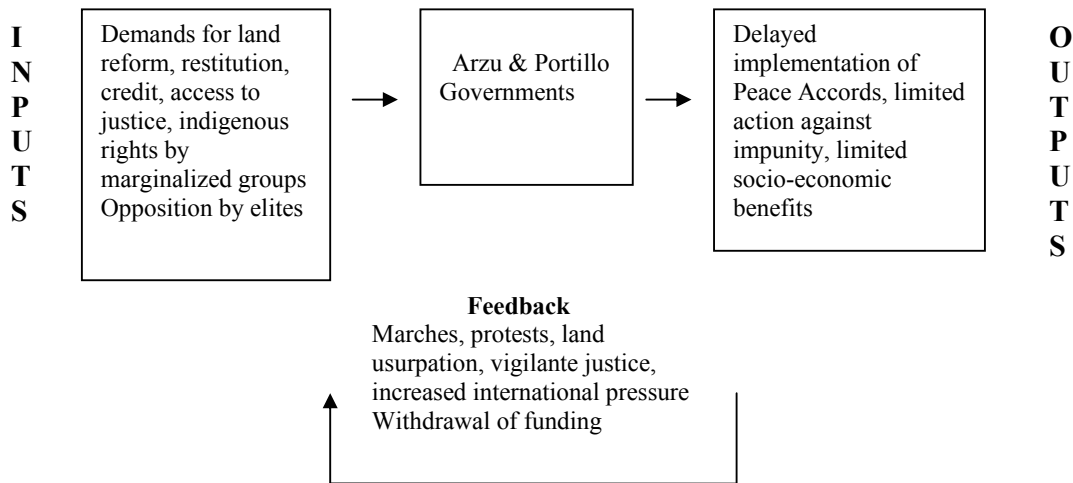 INPUTS
Demands for land
reform, restitution,
credit, access to
justice, indigenous
rights by
marginalized groups
Opposition by elites
Arzu & Portillo
Governments
Delayed
implementation of
Peace Accords, limited
action against
impunity, limited
socio-economic
benefits
OUTPUTS
Feedback
Marches, protests, land
usurpation, vigilante justice,
increased international pressure
Withdrawal of funding